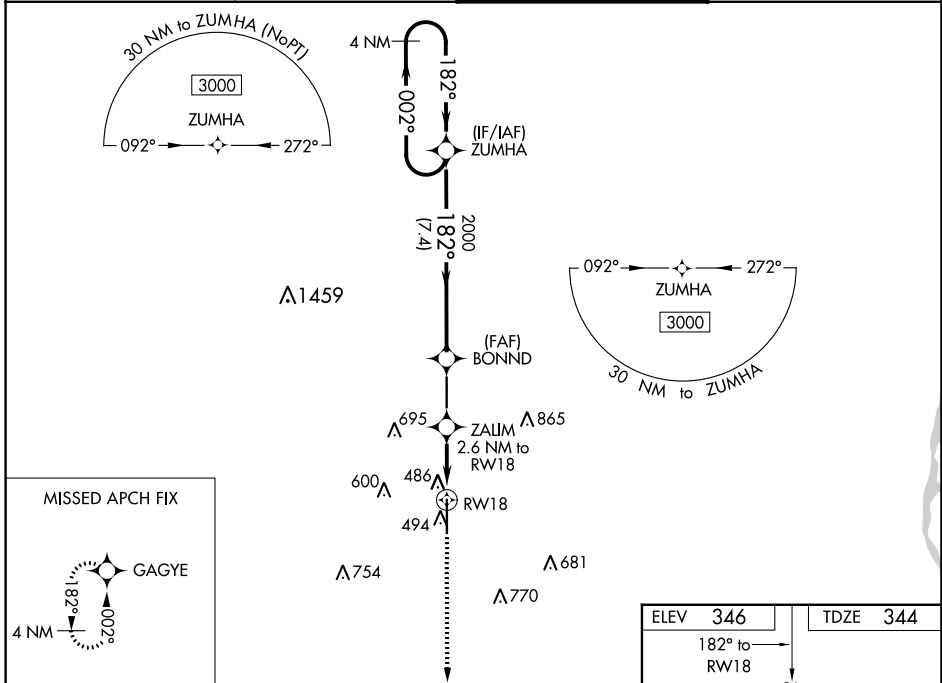 30 NM to ZUMHA (NoPT)
3000
ZUMHA
092°
272°
4 NM
182°
002°
(IF/IAF)
ZUMHA
2000
182°
(7.4)
1459
092°
272°
ZUMHA
3000
30 NM to ZUMHA
(FAF)
BONND
695
ZALIM
865
2.6 NM to
RW18
600
486
RW18
494
754
681
770
MISSED APCH FIX
GAGYE
182°
002°
4 NM
ELEV 346
TDZE 344
182° to
RW18